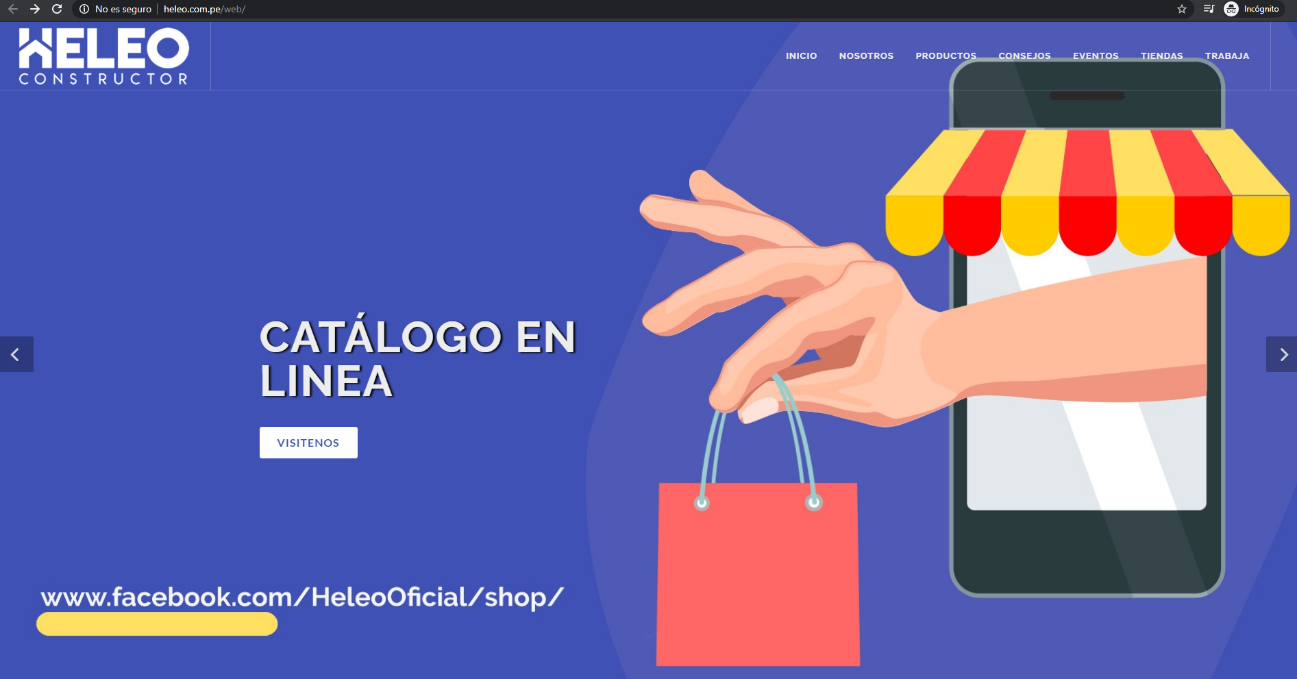 No es seguro | heleo.com.pe/web/
Incógnito
HELEO
CONSTRUCTOR
INICIO NOSOTROS PRODUCTOS CONSEJOS EVENTOS TIENDAS TRABAJA
CATÁLOGO EN
LINEA
VISITENOS
www.facebook.com/HeleoOficial/shop/